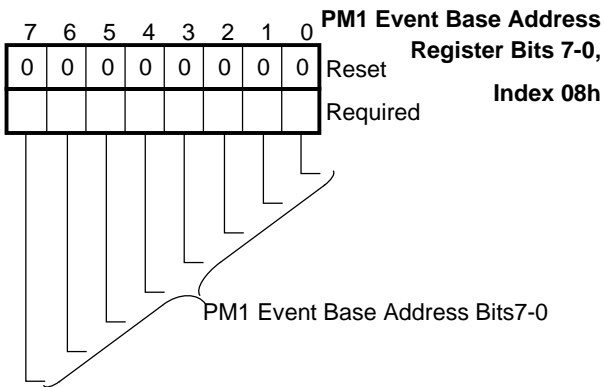 PM1 Event Base Address
Register Bits 7-0,
Index 08h
7 6 5 4 3 2 1 0
0 0 0 0 0 0 0 0 Reset
Required
PM1 Event Base Address Bits7-0